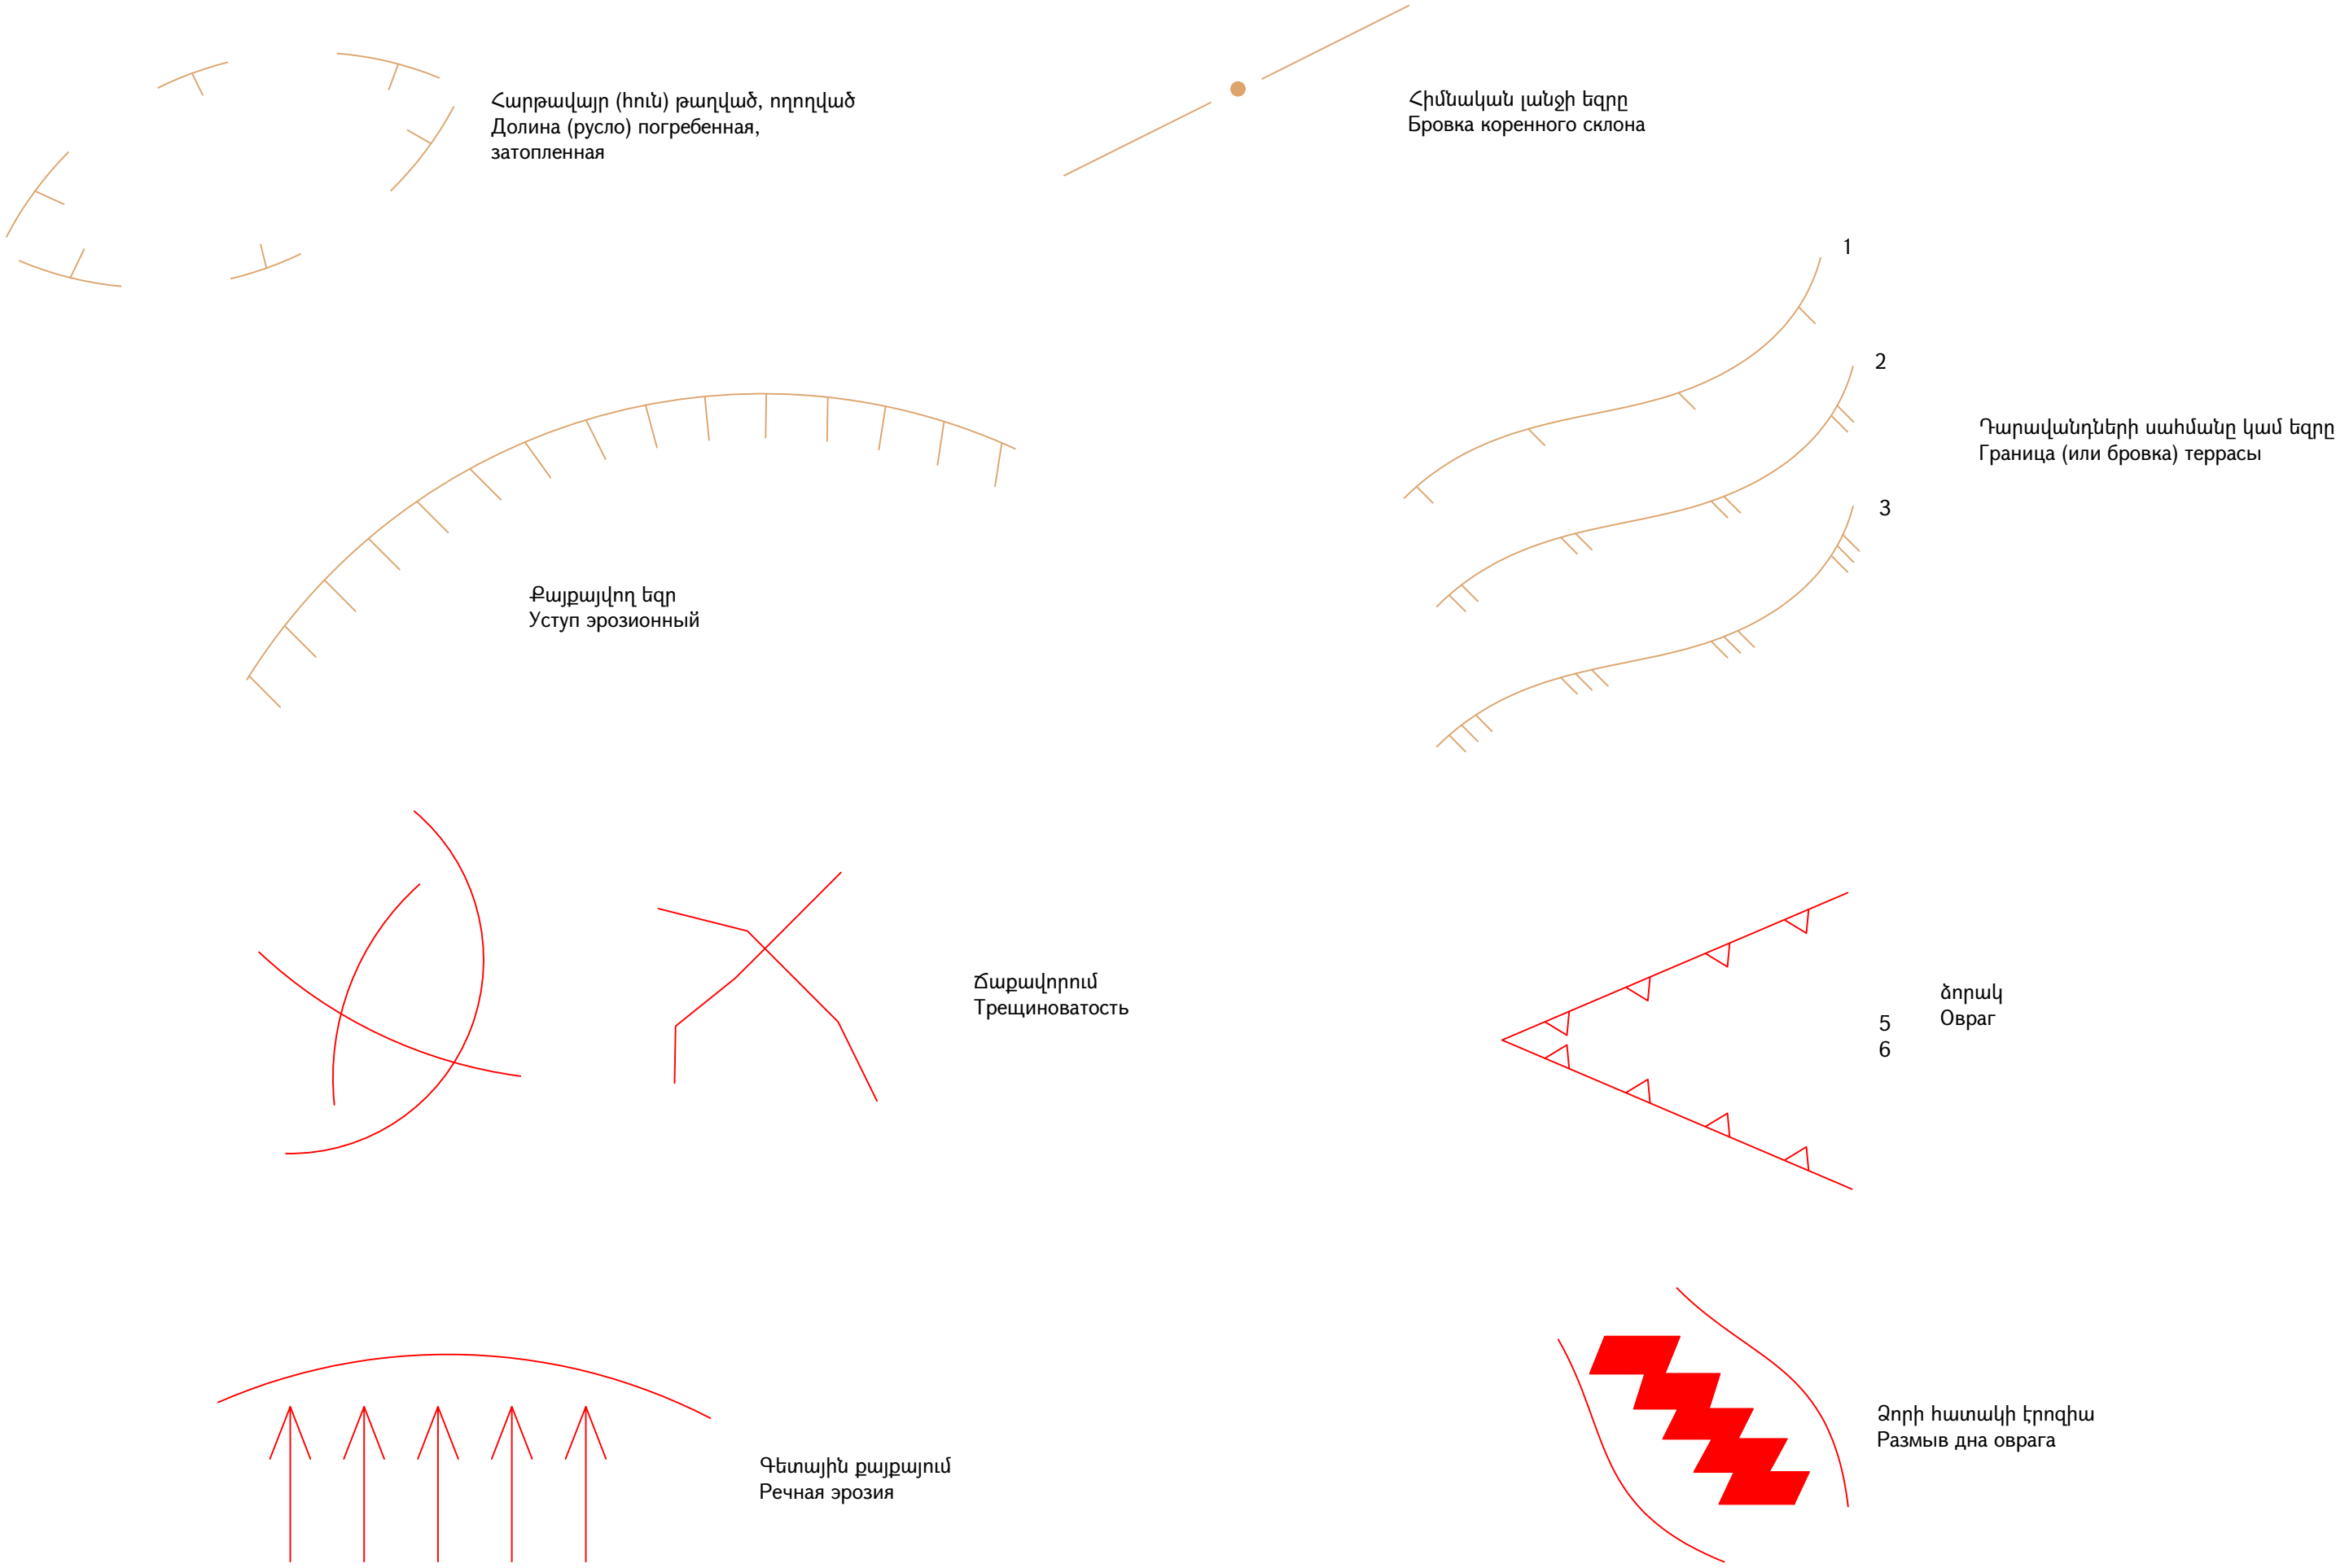 Հարթավայր (հուն) թաղված, ողողված
Долина (русло) погребенная,
затопленная
Հիմնական լանջի եզրը
Бровка коренного склона
1
2
3
Դարավանդների սահմանը կամ եզրը
Граница (или бровка) террасы
Քայքայվող եզր
Уступ эрозионный
Ճաքավորում
Трещиноватость
5
6
ձորակ
Овраг
Գետային քայքայում
Речная эрозия
Ձորի հատակի էրոզիա
Размыв дна оврага